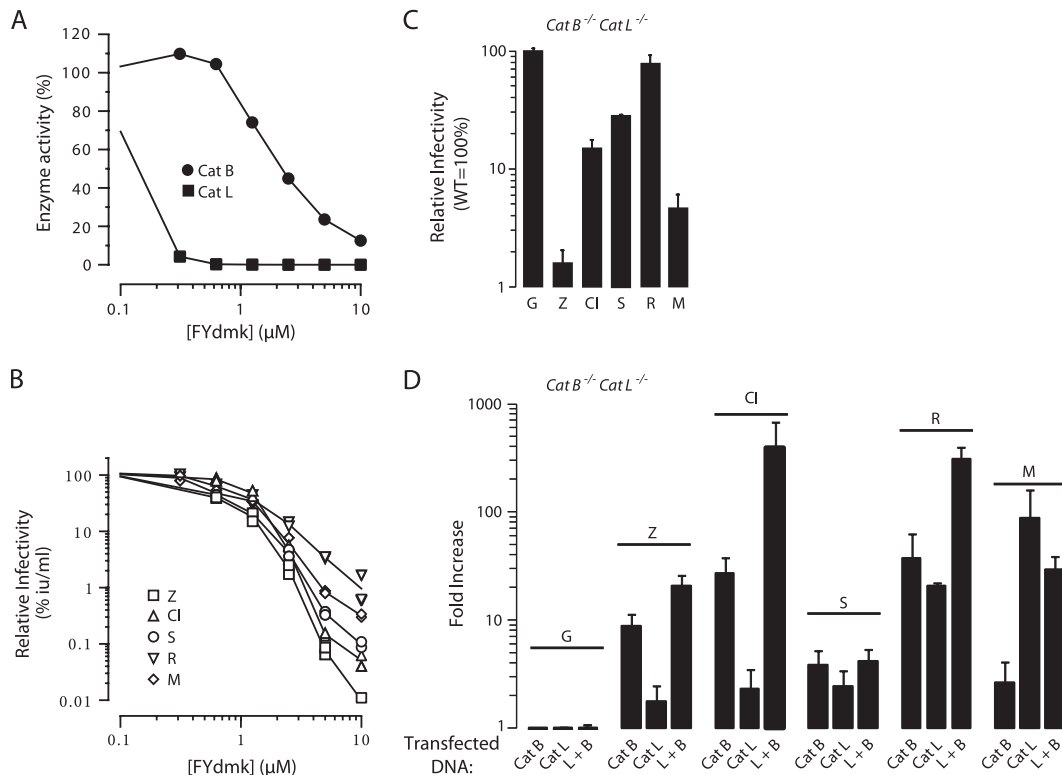 A
Enzyme activity (%)
120
100
80
60
40
20
0
Cat B
Cat L
0.1
1
10
[FYdmk] (µM)
C
Cat B -/- Cat L -/-
Relative Infectivity
(WT=100%)
100
10
1
G Z Cl S R M
B
Relative Infectivity
(% iu/ml)
100
10
1
0.1
0.01
Z
Cl
S
R
M
0.1
1
10
[FYdmk] (µM)
D
Cat B -/- Cat L -/-
Fold Increase
1000
100
10
1
G
Z
Cl
S
R
M
Transfected
DNA:
Cat B
Cat L
L + B
Cat B
Cat L
L + B
Cat B
Cat L
L + B
Cat B
Cat L
L + B
Cat B
Cat L
L + B
Cat B
Cat L
L + B